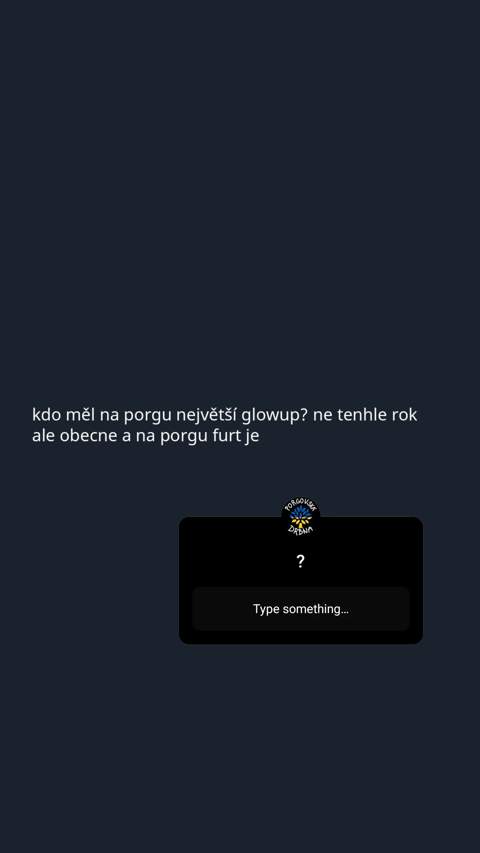 kdo měl na porgu největší glowup? ne tenhle rok
ale obecne a na porgu furt je
PORGOVSKÁ
DRBNA
?
Type something...